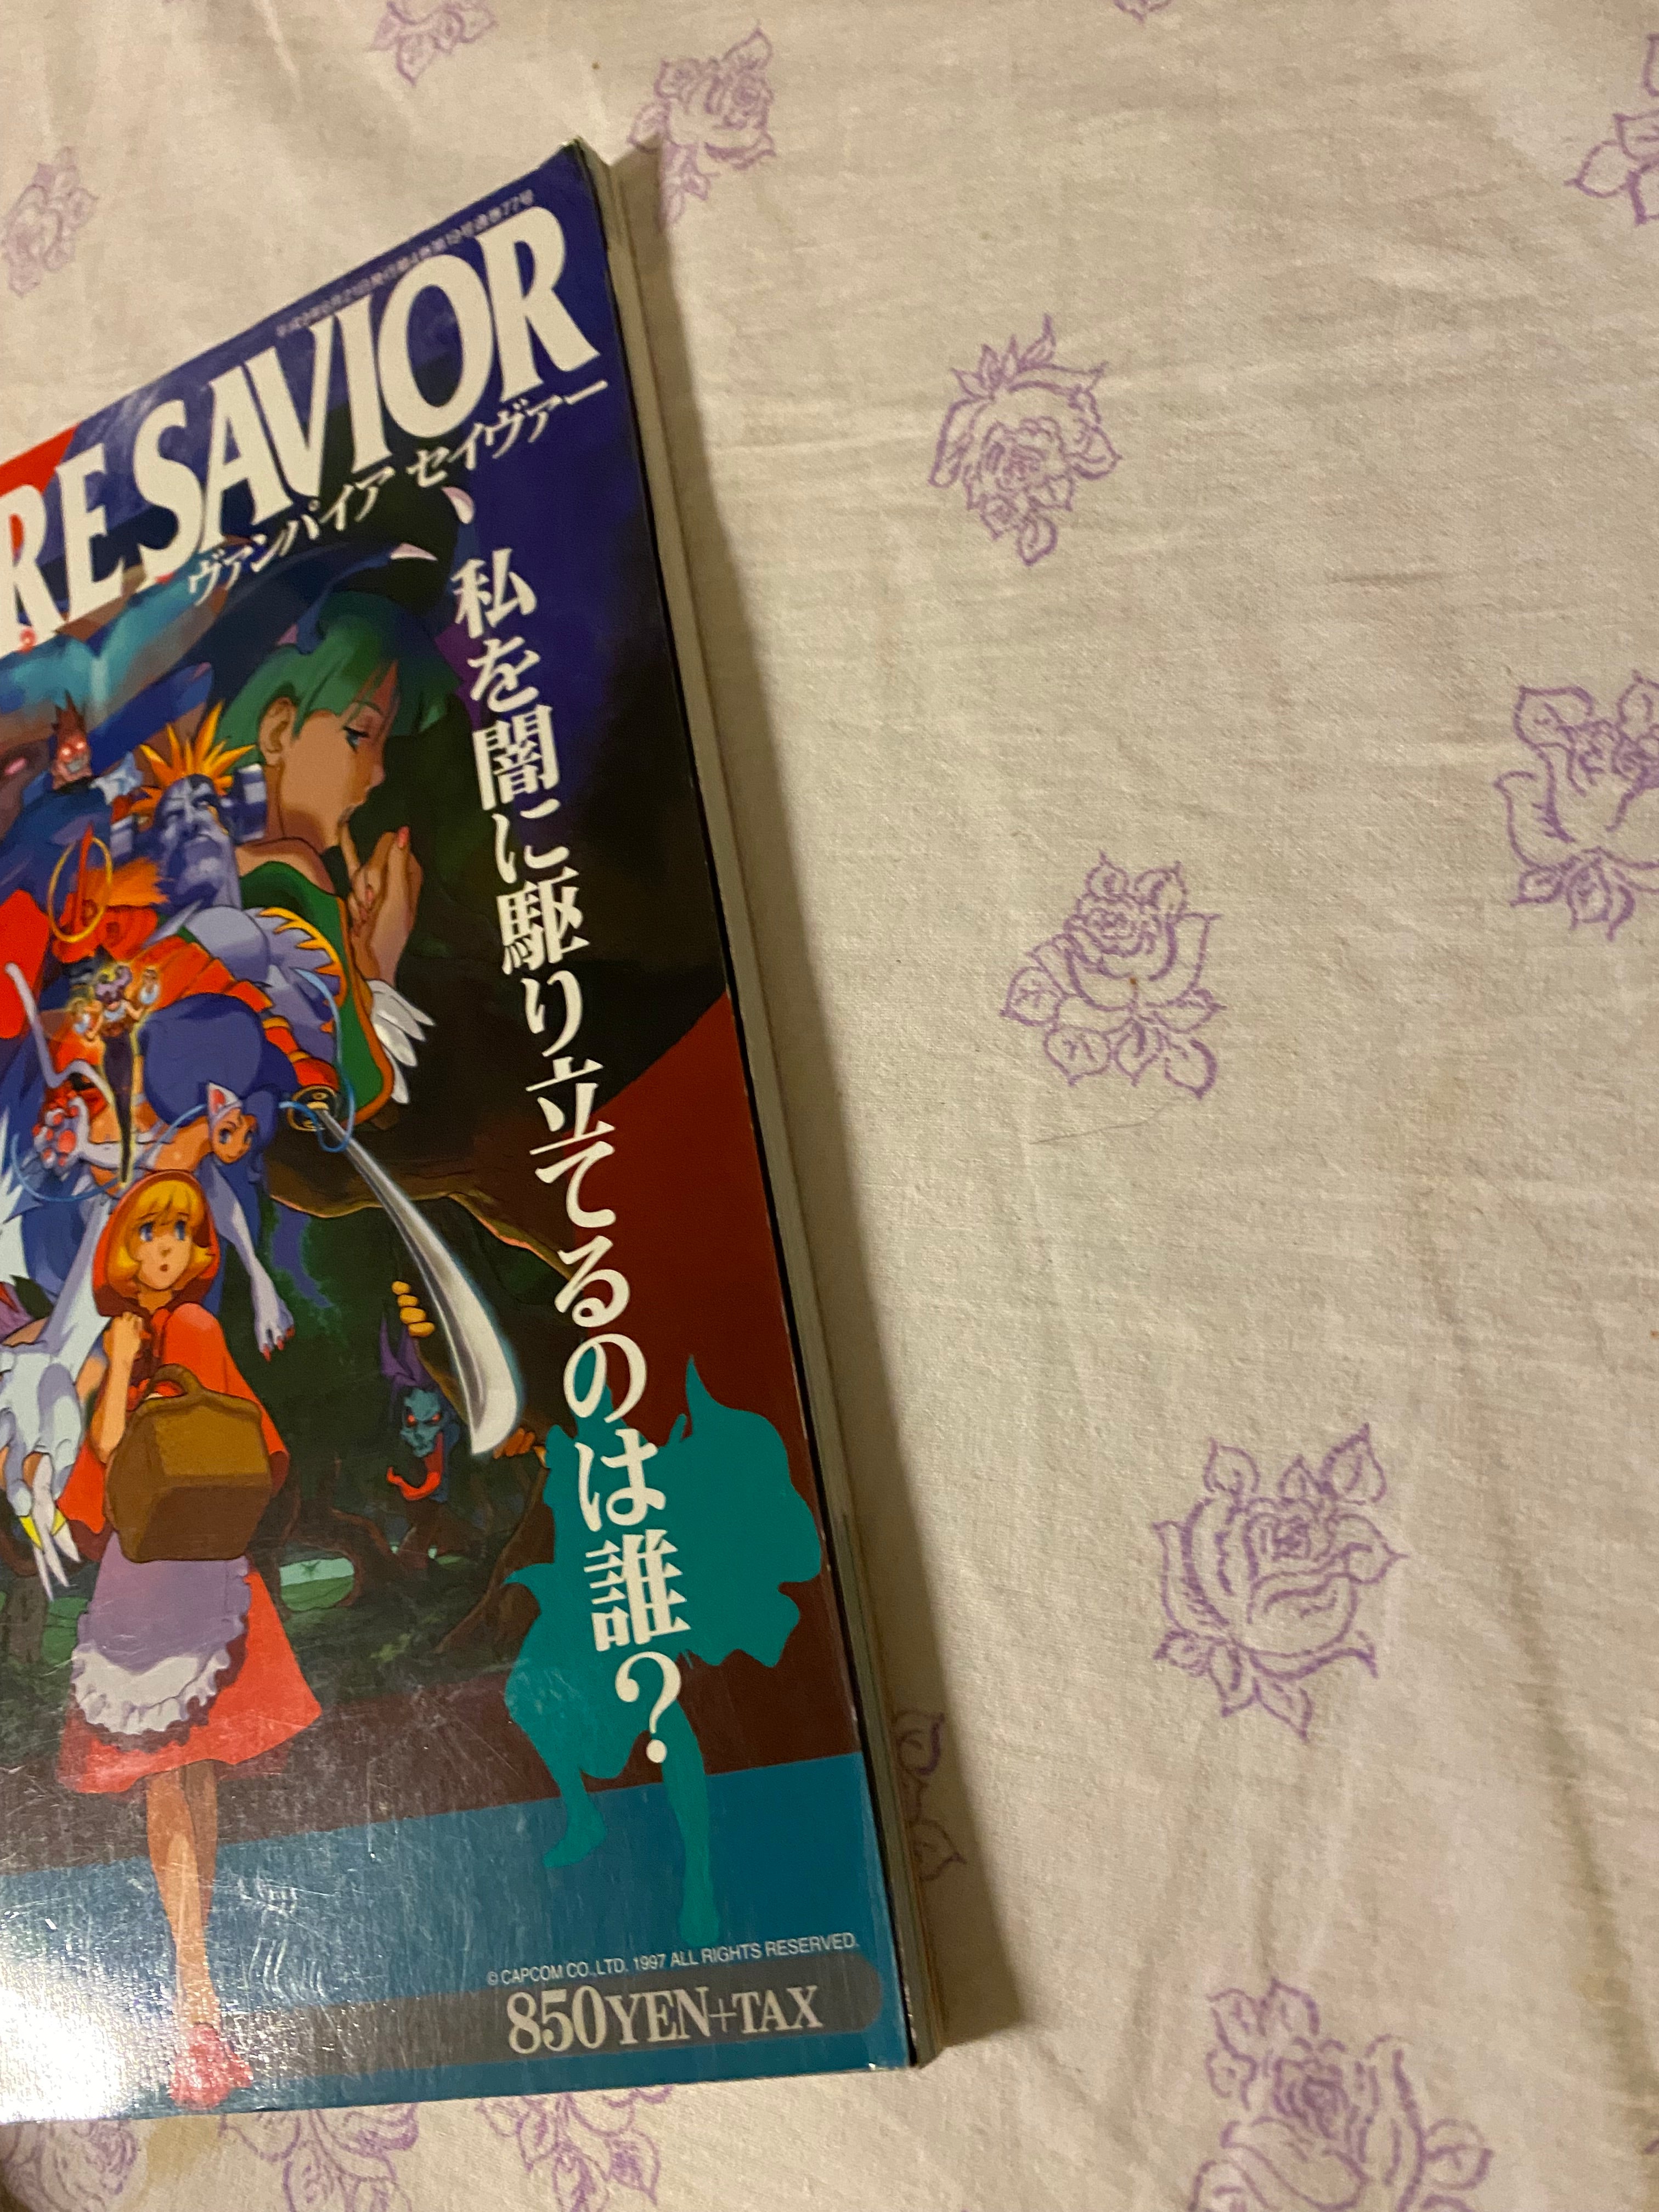 RE SAVIOR
ヴァンパイア セイヴァー
、私を闇に駆り立てるのは誰?
© CAPCOM CO.,LTD. 1997 ALL RIGHTS RESERVED.
850YEN+TAX